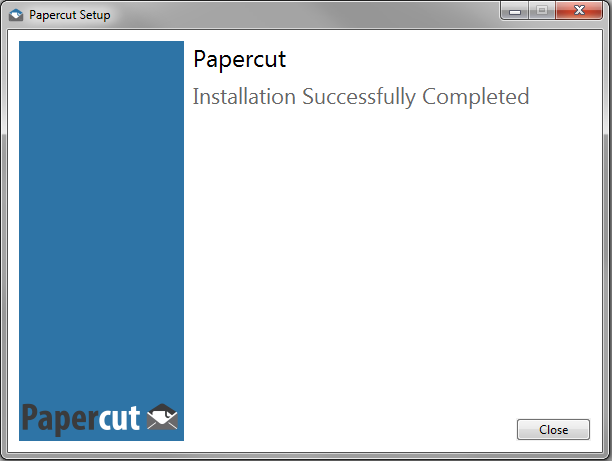 Papercut Setup
Papercut
Installation Successfully Completed
Papercut
Close